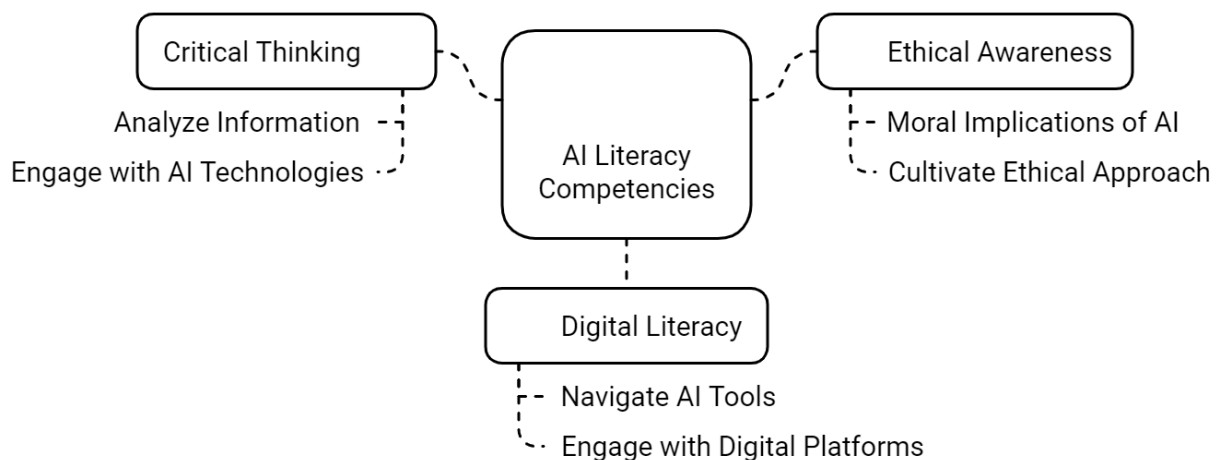 Critical Thinking
Analyze Information
Engage with AI Technologies
AI Literacy
Competencies
Ethical Awareness
Moral Implications of AI
Cultivate Ethical Approach
Digital Literacy
Navigate AI Tools
Engage with Digital Platforms